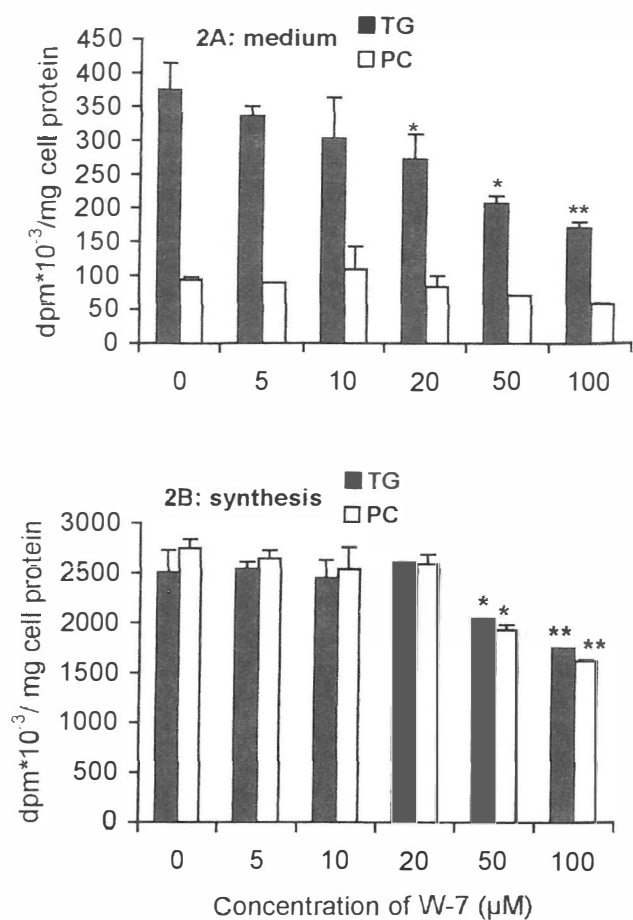 2A: medium
TG
PC
dpm*10⁻³/mg cell protein
450
400
350
300
250
200
150
100
50
0
*
*
**
0 5 10 20 50 100
2B: synthesis
TG
PC
dpm*10⁻³/ mg cell protein
3000
2500
2000
1500
1000
500
0
* *
** **
0 5 10 20 50 100
Concentration of W-7 (µM)